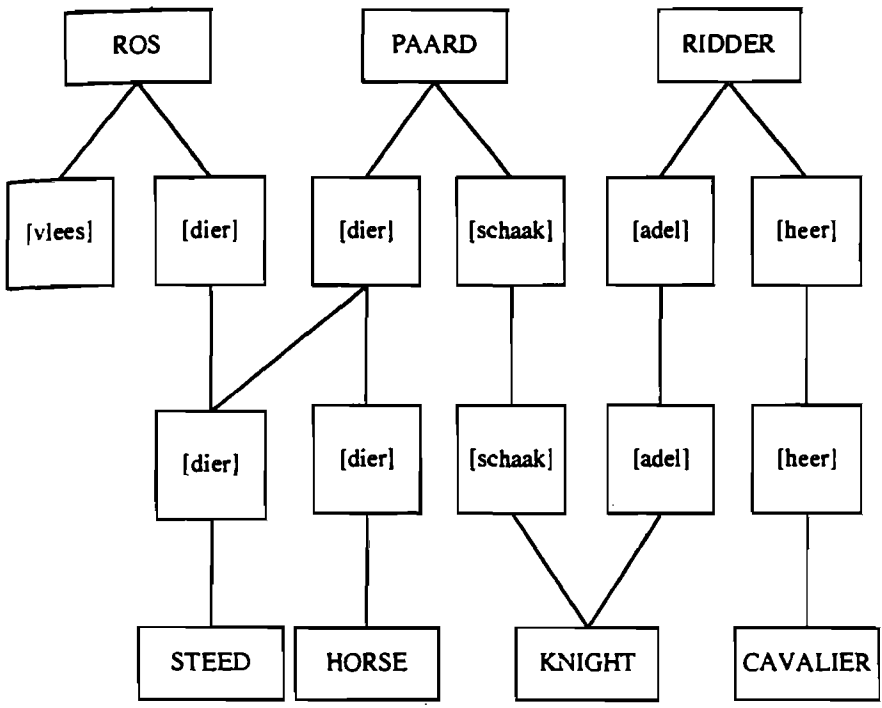 ROS PAARD RIDDER
[vlees] [dier] [dier] [schaak] [adel] [heer]
[dier] [dier] [schaak] [adel] [heer]
STEED HORSE KNIGHT CAVALIER